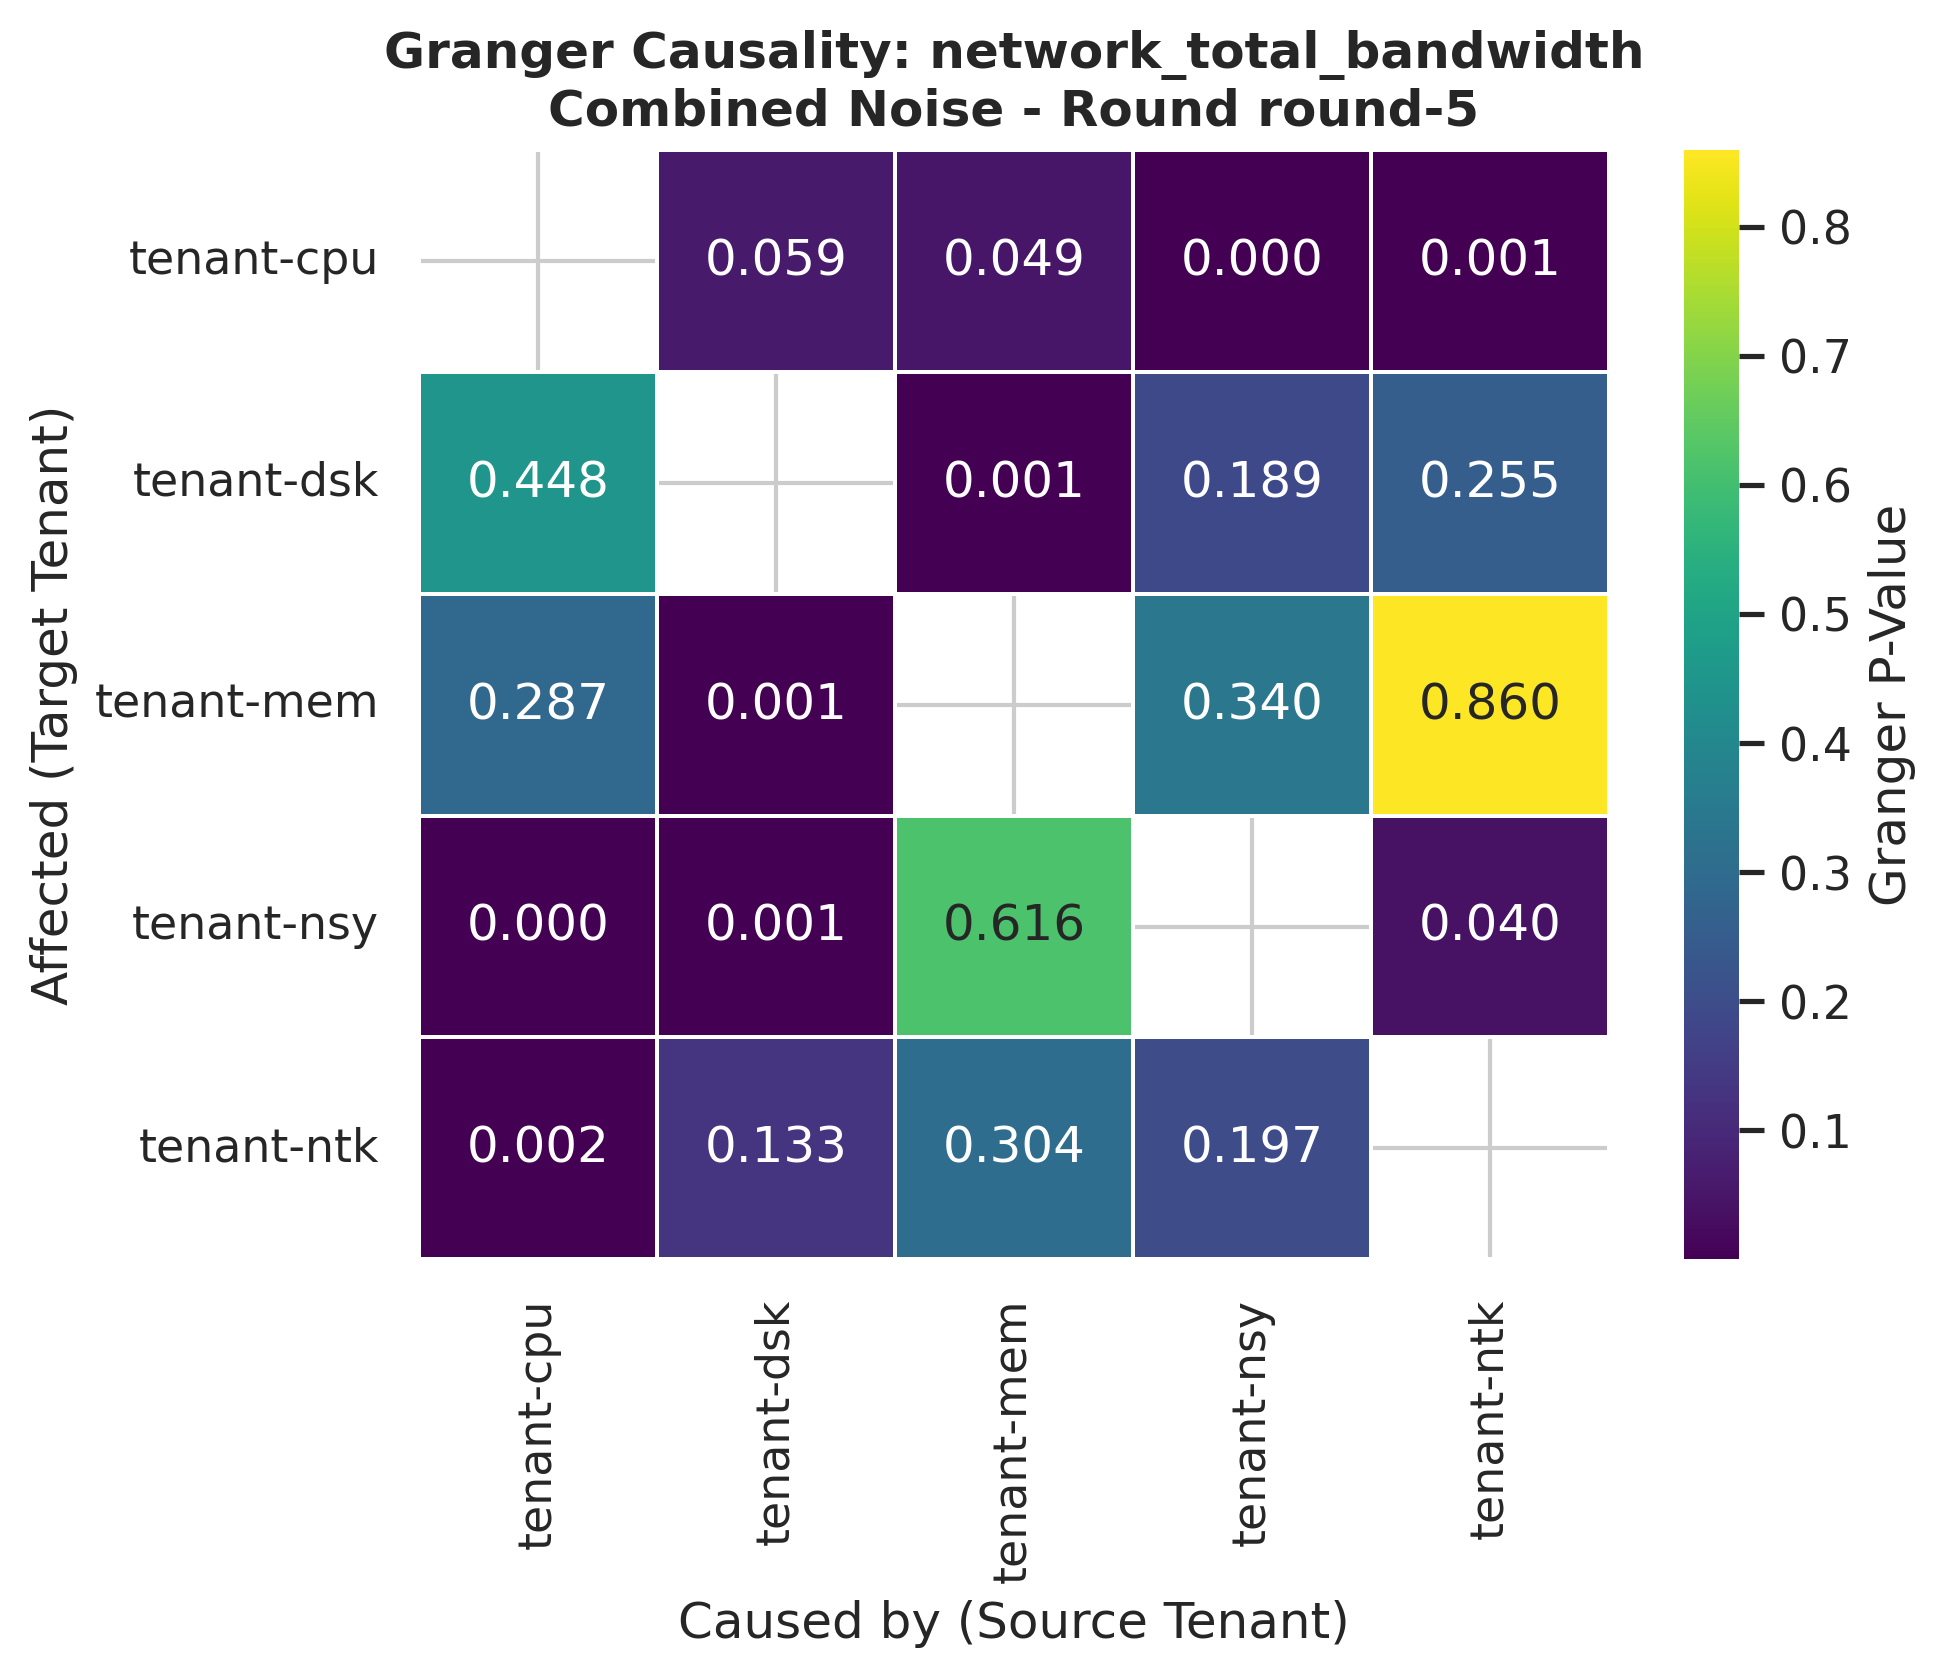 Granger Causality: network_total_bandwidth
Combined Noise - Round round-5
Affected (Target Tenant)
tenant-cpu 0.059 0.049 0.000 0.001
tenant-dsk 0.448 0.001 0.189 0.255
tenant-mem 0.287 0.001 0.340 0.860
tenant-nsy 0.000 0.001 0.616 0.040
tenant-ntk 0.002 0.133 0.304 0.197
tenant-cpu tenant-dsk tenant-mem tenant-nsy tenant-ntk
Caused by (Source Tenant)
0.8
0.7
0.6
0.5
0.4
0.3
0.2
0.1
Granger P-Value